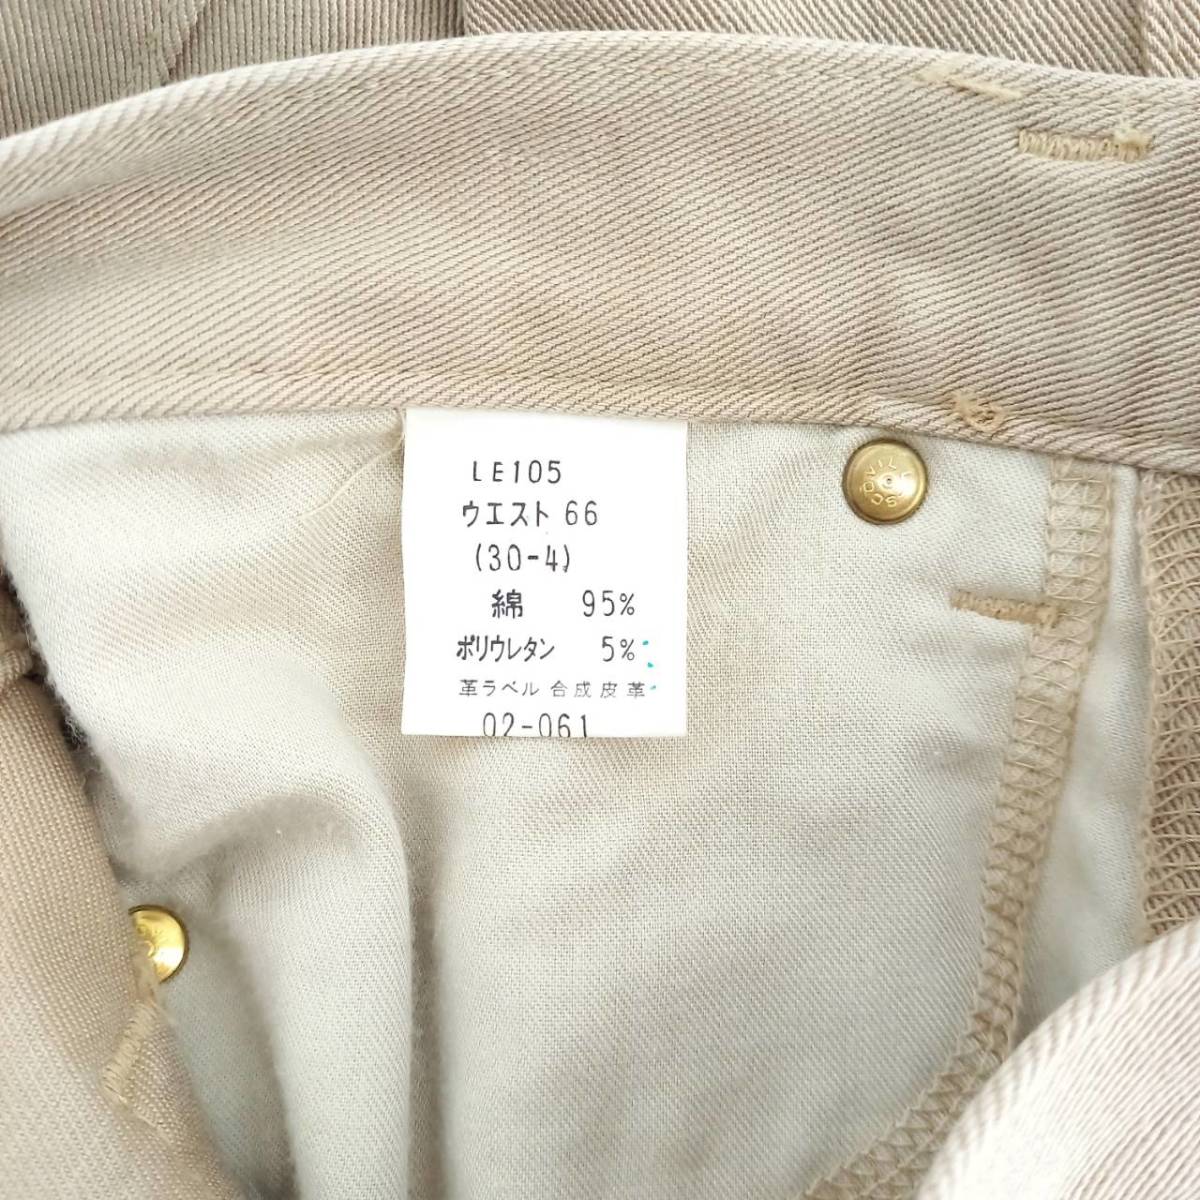 LE105
ウエスト 66
(30-4)
綿 95%
ポリウレタン 5%
革ラベル 合成皮革
02-061
SCOVILL